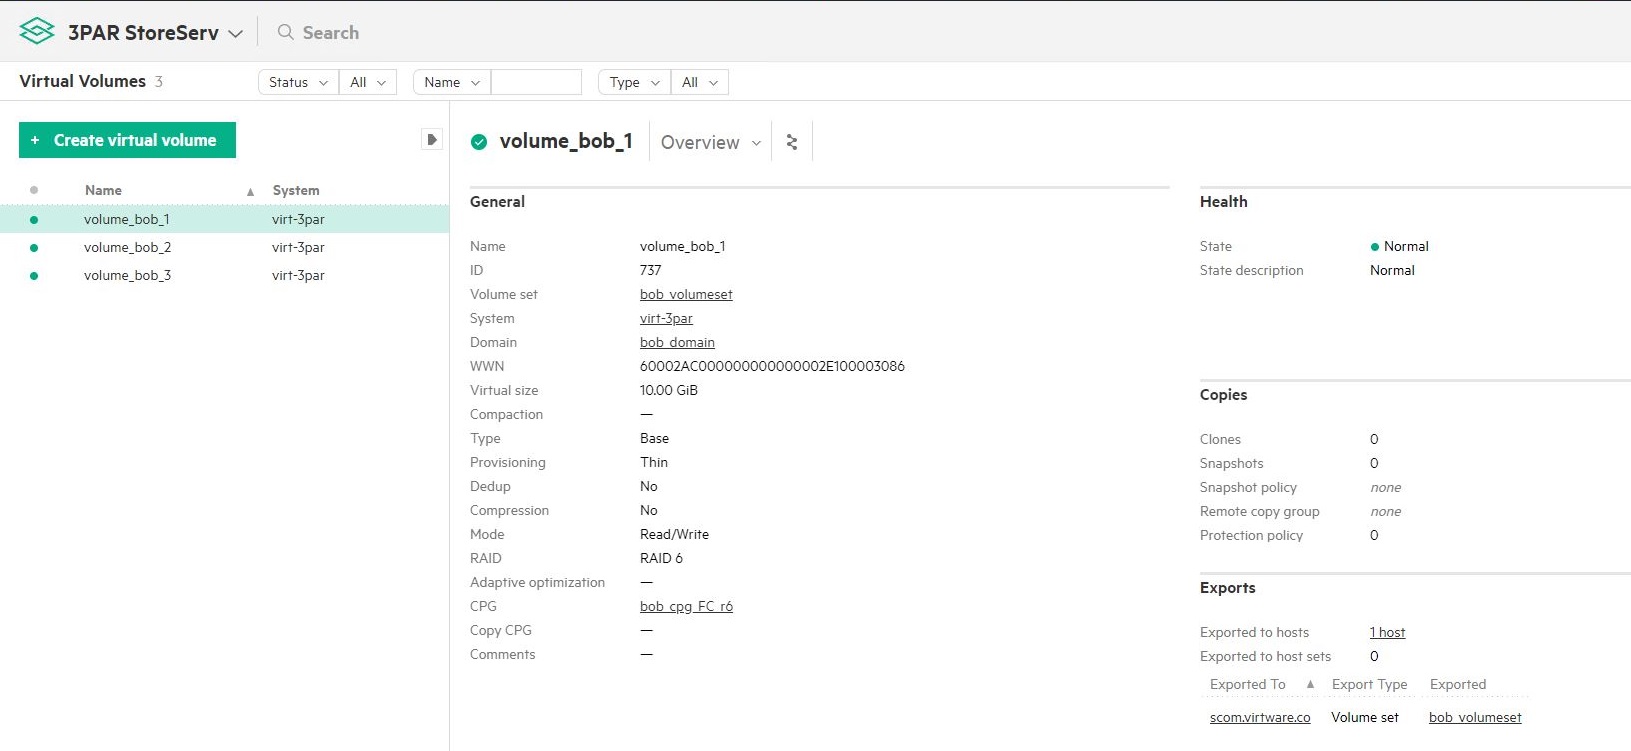 3PAR StoreServ Search
Virtual Volumes 3 Status All Name Type All
+ Create virtual volume
Name System
volume_bob_1 virt-3par
volume_bob_2 virt-3par
volume_bob_3 virt-3par
volume_bob_1 Overview
General
Name volume_bob_1
ID 737
Volume set bob_volumeset
System virt-3par
Domain bob_domain
WWN 60002AC000000000000002E100003086
Virtual size 10.00 GiB
Compaction —
Type Base
Provisioning Thin
Dedup No
Compression No
Mode Read/Write
RAID RAID 6
Adaptive optimization —
CPG bob_cpg_FC_r6
Copy CPG —
Comments —
Health
State Normal
State description Normal
Copies
Clones 0
Snapshots 0
Snapshot policy none
Remote copy group none
Protection policy 0
Exports
Exported to hosts 1 host
Exported to host sets 0
Exported To Export Type Exported
scom.virtware.co Volume set bob_volumeset